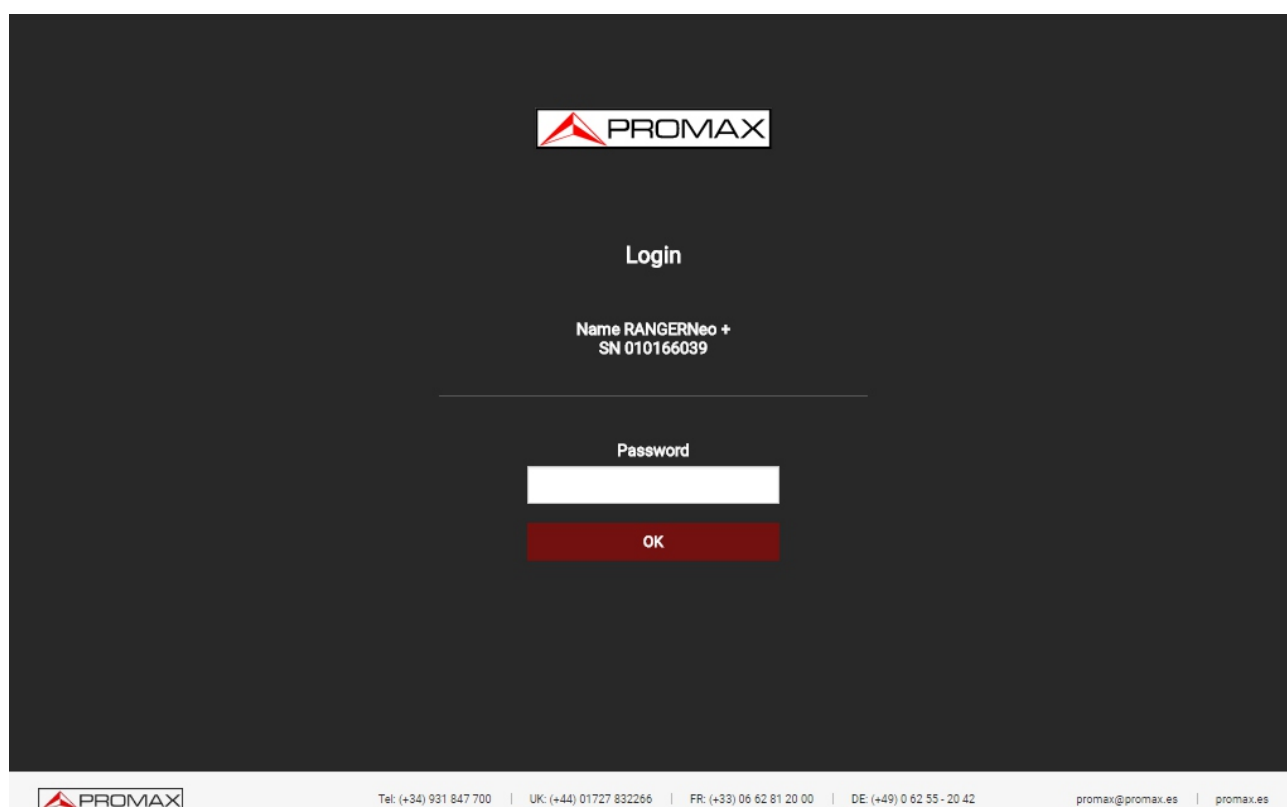 PROMAX
Login
Name RANGERNeo +
SN 010166039
Password
OK
PROMAX
Tel: (+34) 931 847 700 | UK: (+44) 01727 832266 | FR: (+33) 06 62 81 20 00 | DE: (+49) 0 62 55 - 20 42 promax@promax.es | promax.es